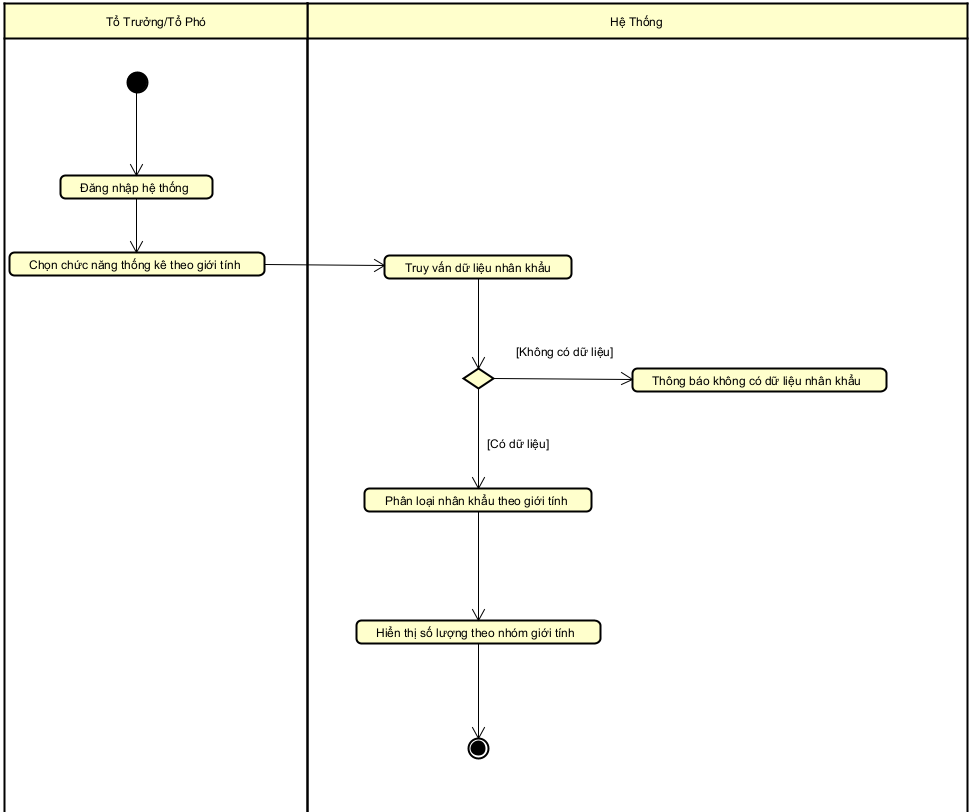 Tổ Trưởng/Tổ Phó
Hệ Thống
Đăng nhập hệ thống
Chọn chức năng thống kê theo giới tính
Truy vấn dữ liệu nhân khẩu
[Không có dữ liệu]
Thông báo không có dữ liệu nhân khẩu
[Có dữ liệu]
Phân loại nhân khẩu theo giới tính
Hiển thị số lượng theo nhóm giới tính